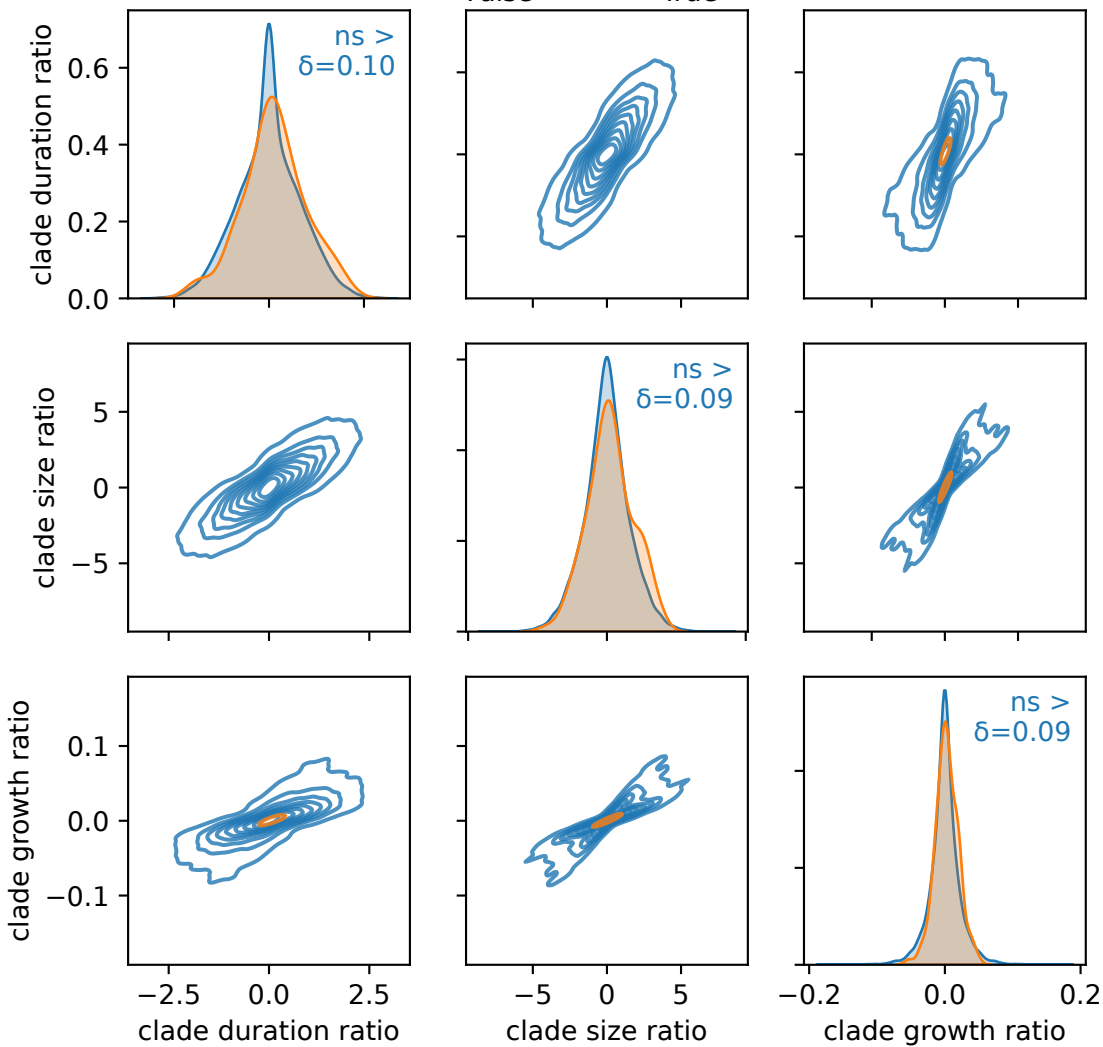 ns >
δ=0.10
clade duration ratio
0.6
0.4
0.2
0.0
−5
0
5
ns >
δ=0.09
clade size ratio
5
0
−5
ns >
δ=0.09
clade growth ratio
0.1
0.0
−0.1
−2.5
0.0
2.5
−0.2
0.0
0.2
clade duration ratio
clade size ratio
clade growth ratio